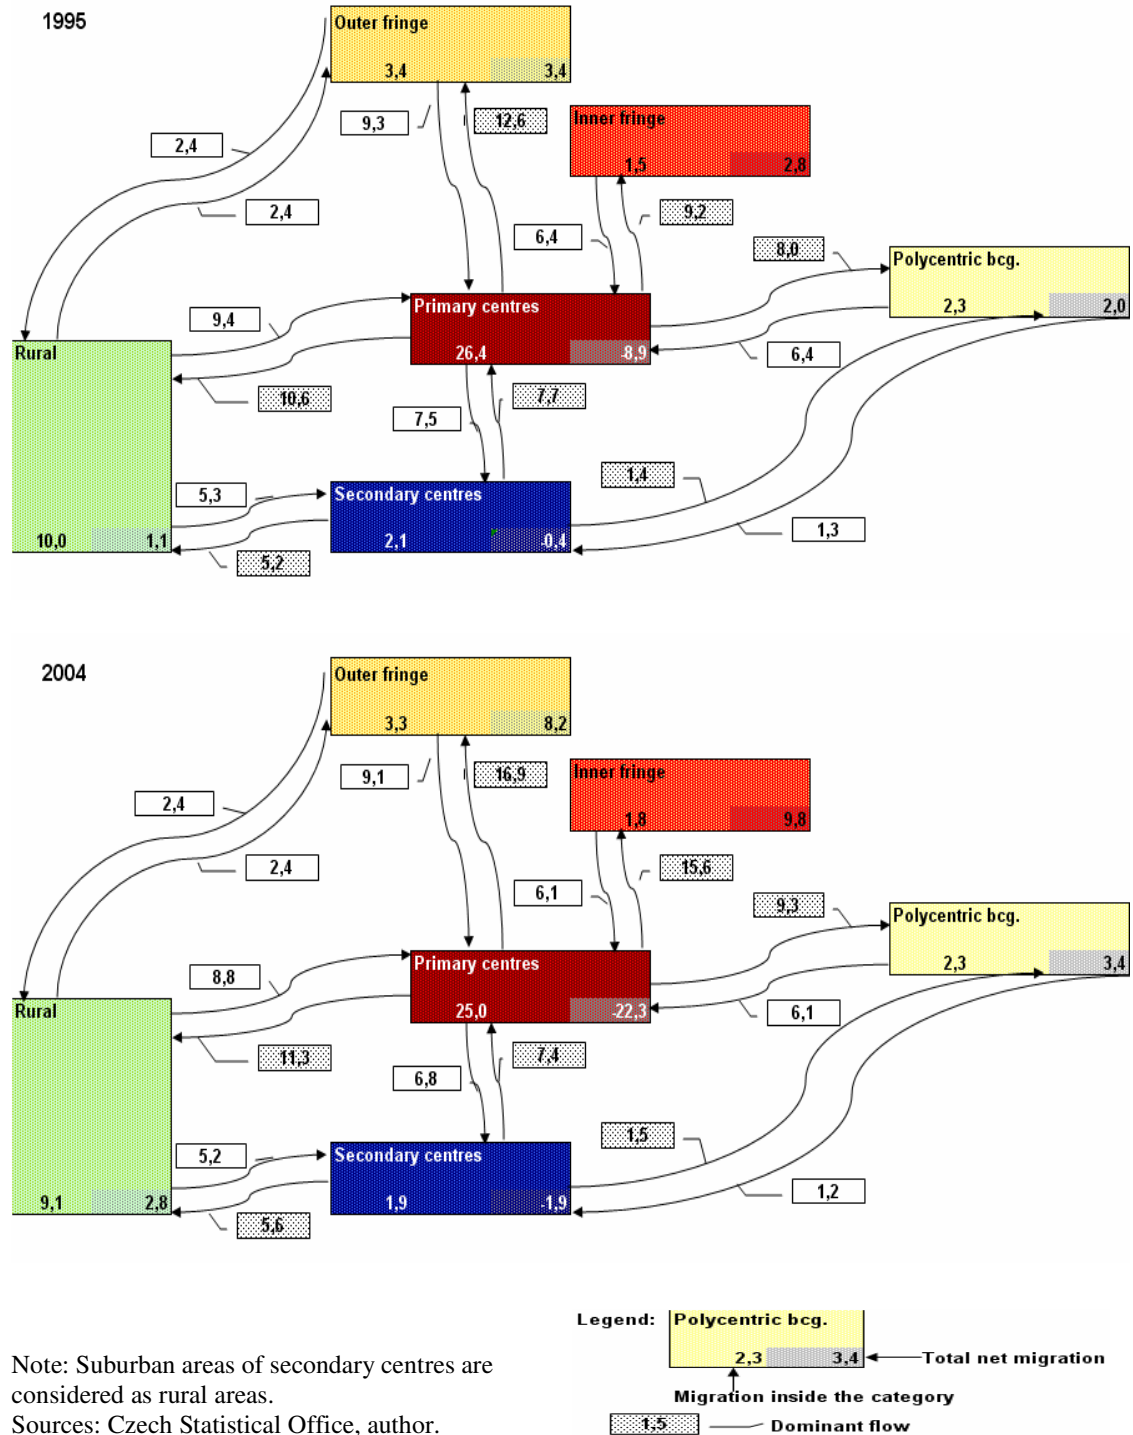 1995
Outer fringe
3,4 3,4
9,3
12,6
Inner fringe
1,5 2,8
2,4
2,4
9,2
6,4
8,0
Polycentric bcg.
2,3 2,0
Primary centres
26,4 -8,9
9,4
Rural
10,0 1,1
6,4
10,6
7,7
7,5
Secondary centres
2,1 -0,4
1,4
5,3
1,3
5,2
2004
Outer fringe
3,3 8,2
9,1
16,9
Inner fringe
1,8 9,8
2,4
2,4
15,6
6,1
9,3
Polycentric bcg.
2,3 3,4
Primary centres
25,0 -22,3
8,8
Rural
9,1 2,8
6,1
11,3
7,4
6,8
Secondary centres
1,9 -1,9
1,5
5,2
1,2
5,6
Legend:
Polycentric bcg.
2,3 3,4
Total net migration
Migration inside the category
1,5
Dominant flow
Note: Suburban areas of secondary centres are
considered as rural areas.
Sources: Czech Statistical Office, author.